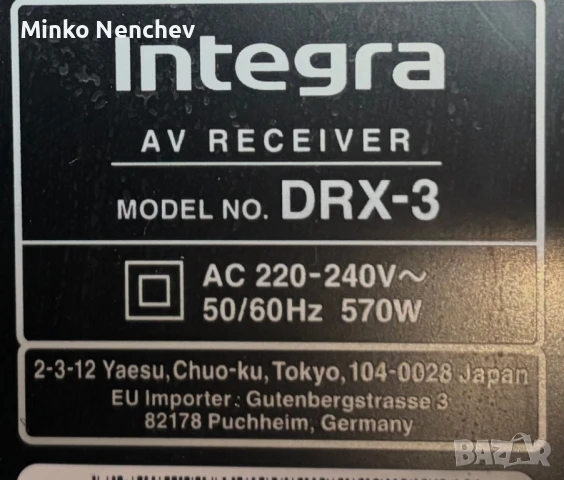 Minko Nenchev
Integra
AV RECEIVER
MODEL NO. DRX-3
AC 220-240V~
50/60Hz 570W
2-3-12 Yaesu, Chuo-ku, Tokyo, 104-0028 Japan
EU Importer : Gutenbergstrasse 3
82178 Puchheim, Germany
BAZAR